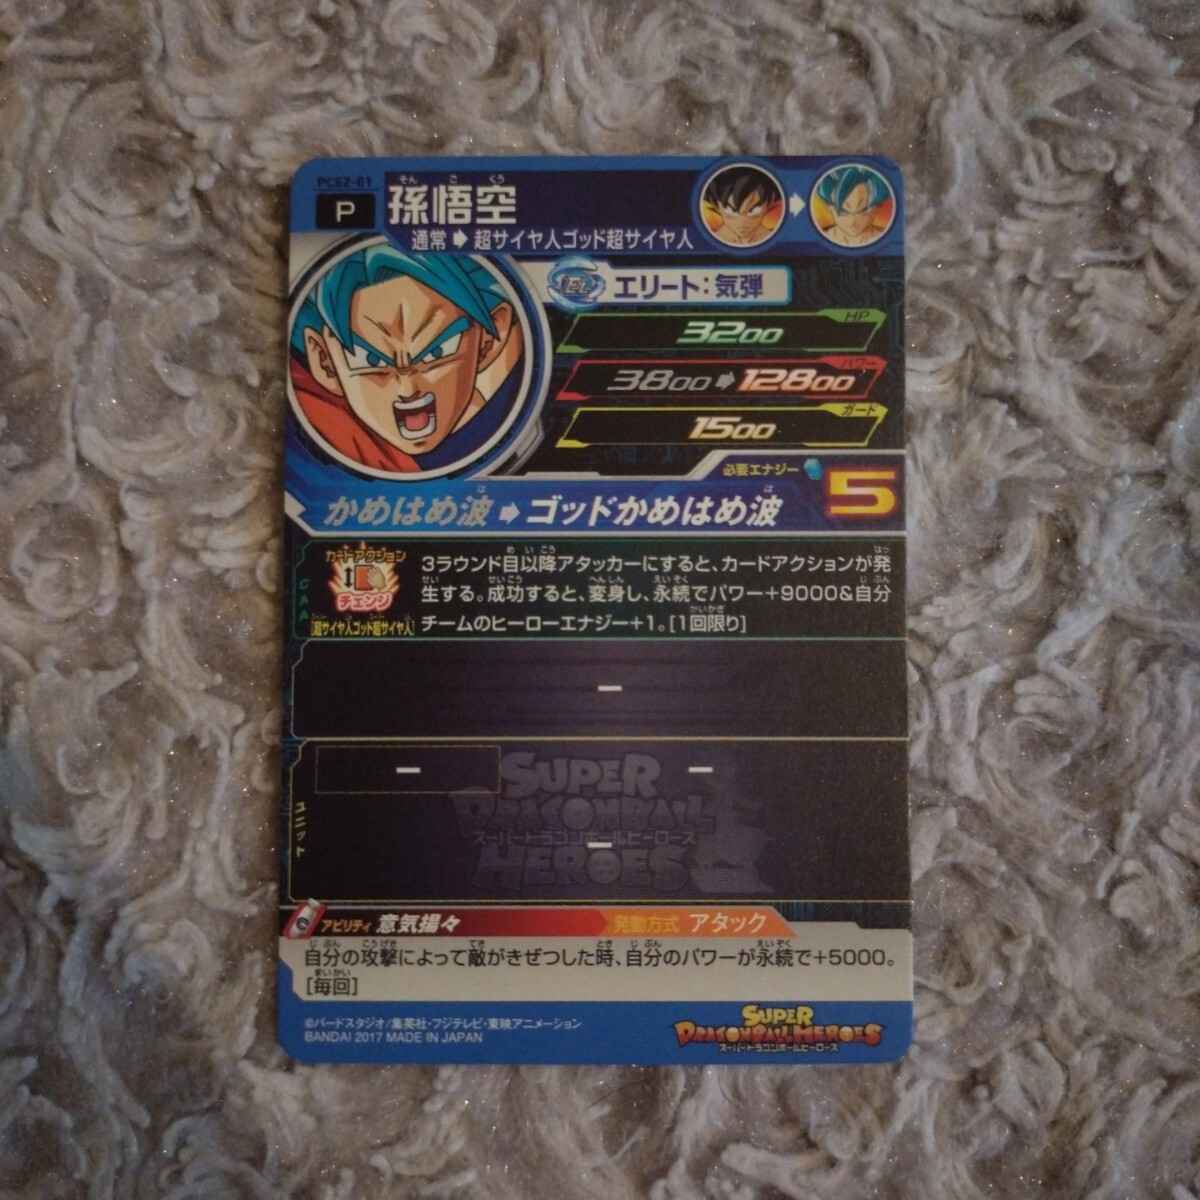 PCS2-01
P
孫悟空
そんごくう
通常➡超サイヤ人ゴッド超サイヤ人
EL エリート:気弾
HP
3200
パワー
3800➡12800
ガード
1500
必要エナジー 5
かめはめ波➡ゴッドかめはめ波
CAA
カードアクション
チェンジ
[超サイヤ人ゴッド超サイヤ人]
3ラウンド目以降アタッカーにすると、カードアクションが発
生する。成功すると、変身し、永続でパワー+9000&自分
チームのヒーローエナジー+1。[1回限り]
ー
ユニット
ー
ー
ー
SUPER
DRAGONBALL
スーパードラゴンボールヒーローズ
HEROES
アビリティ 意気揚々 発動方式 アタック
自分の攻撃によって敵がきぜつした時、自分のパワーが永続で+5000。
[毎回]
©バードスタジオ/集英社・フジテレビ・東映アニメーション
BANDAI 2017 MADE IN JAPAN
SUPER
DRAGONBALL HEROES
スーパードラゴンボールヒーローズ